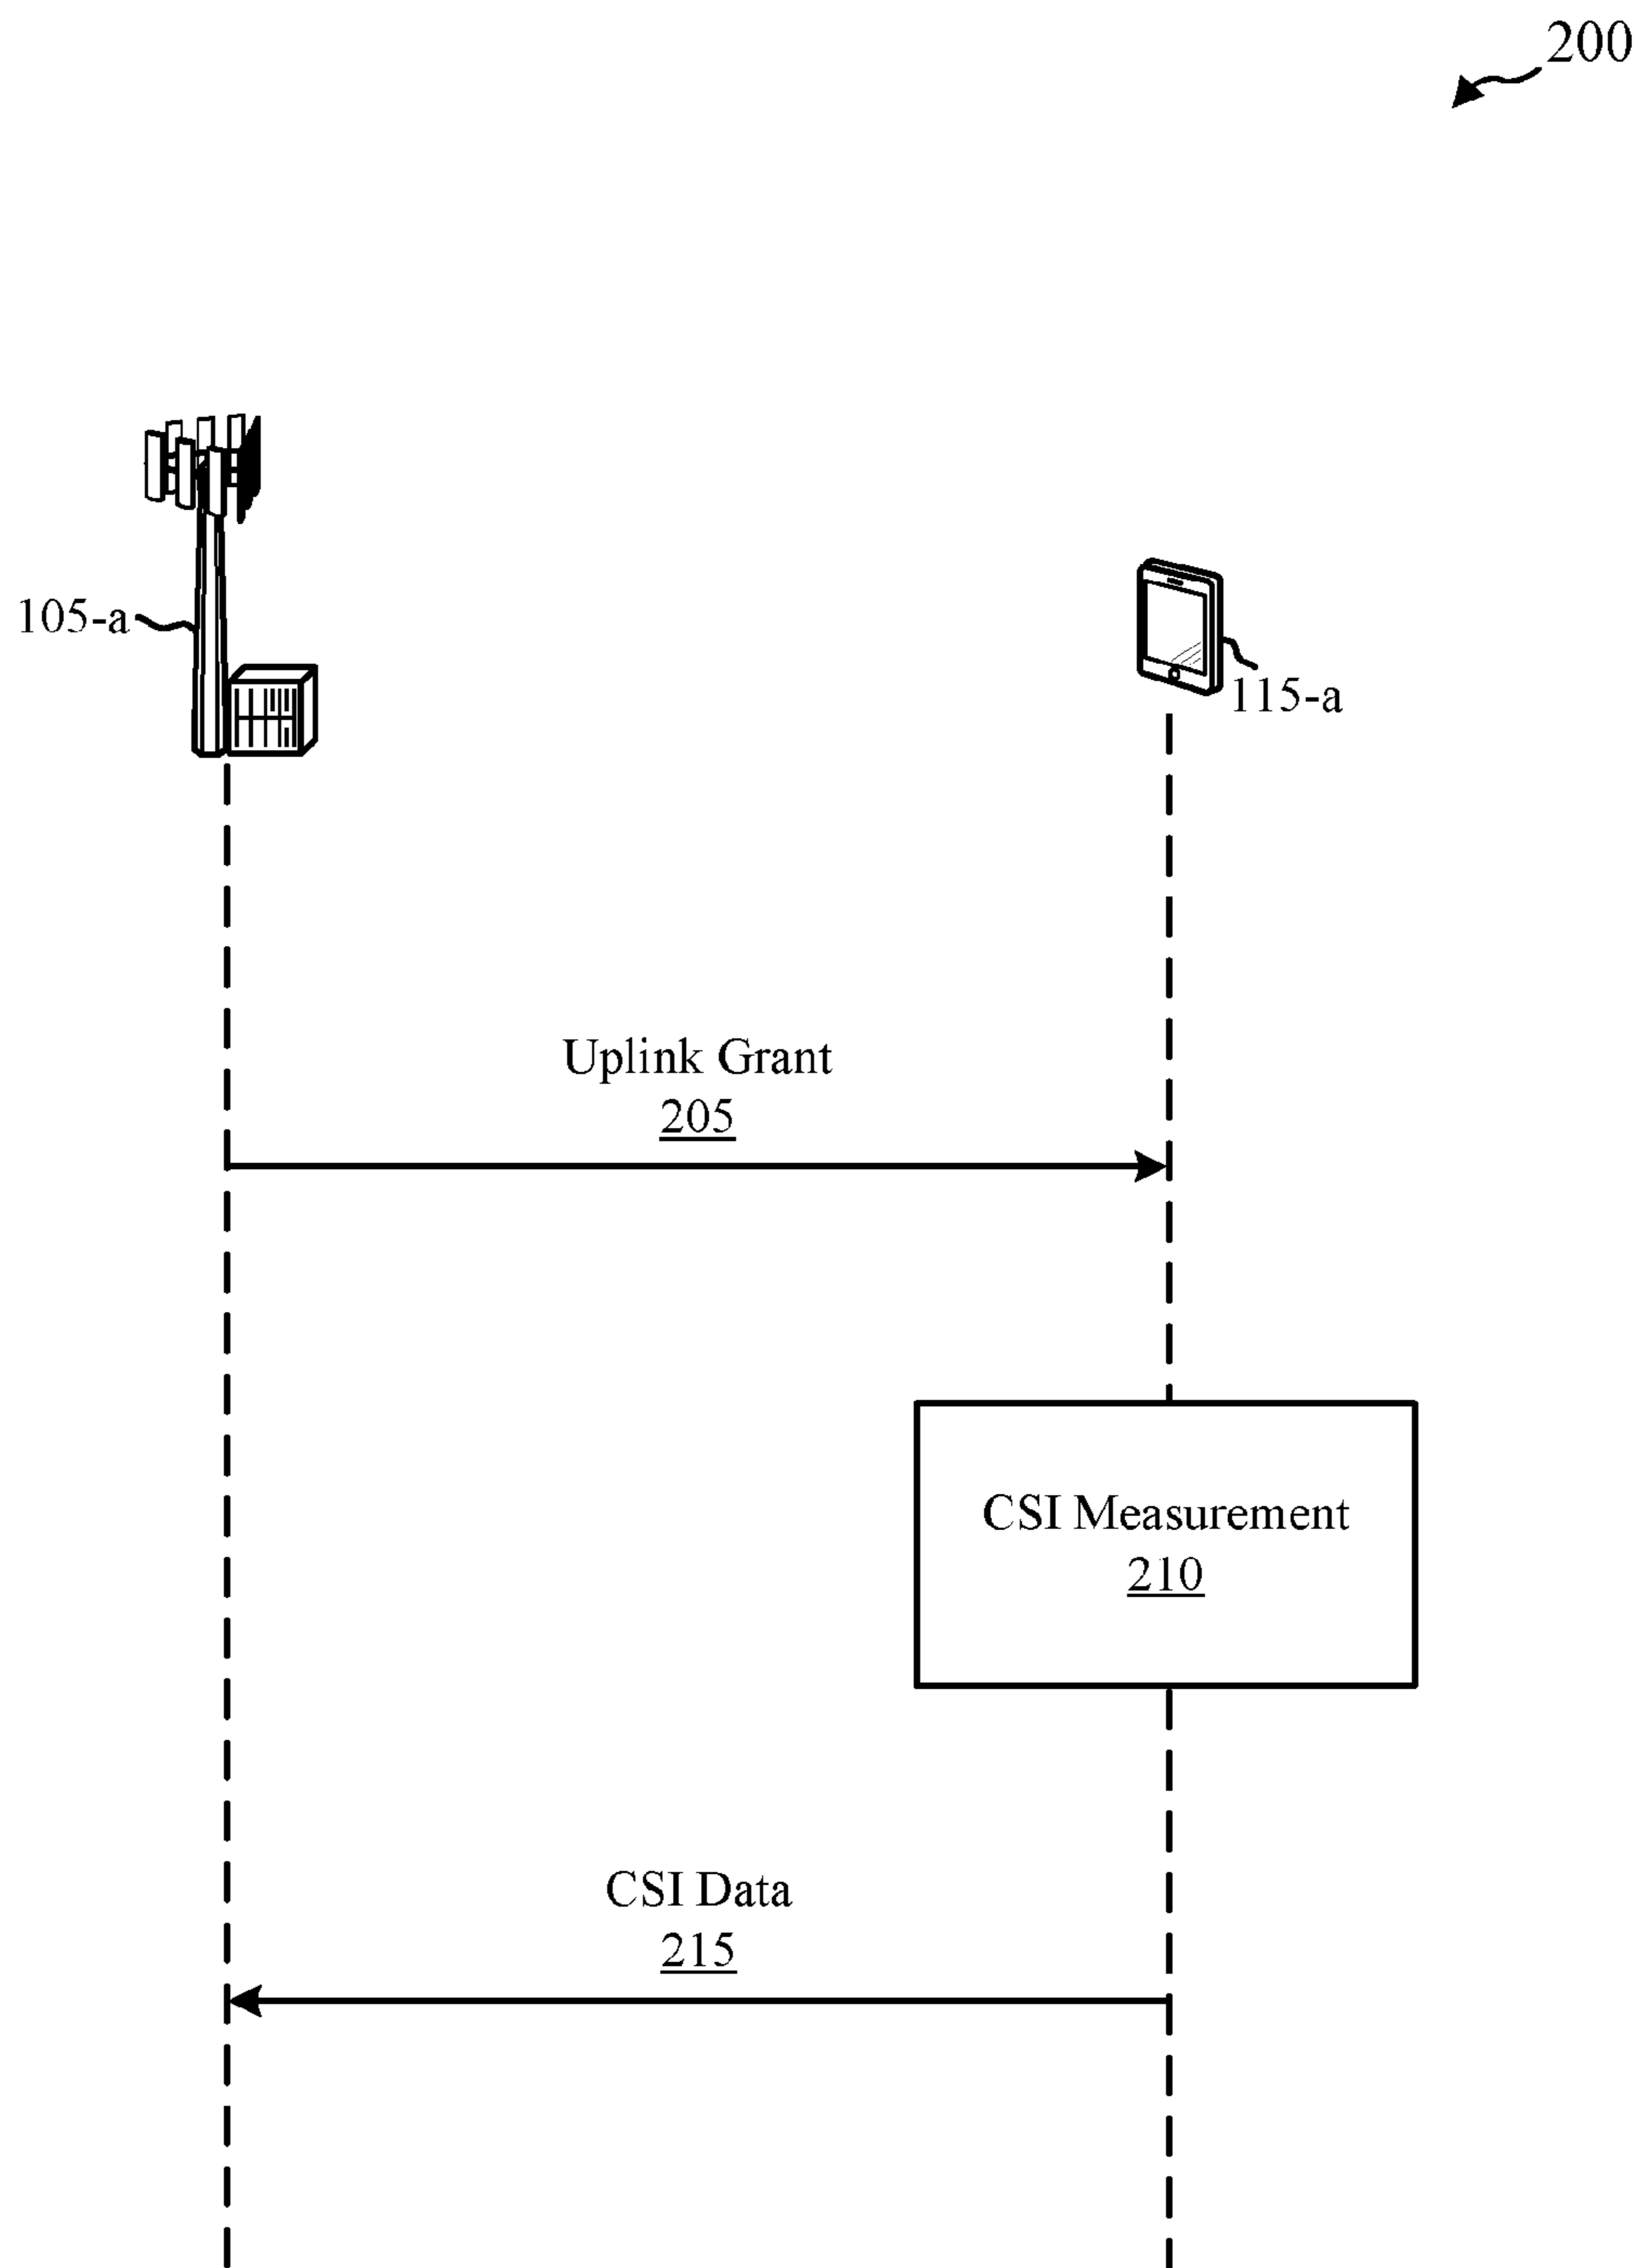 200
105-a
115-a
Uplink Grant
205
CSI Measurement
210
CSI Data
215